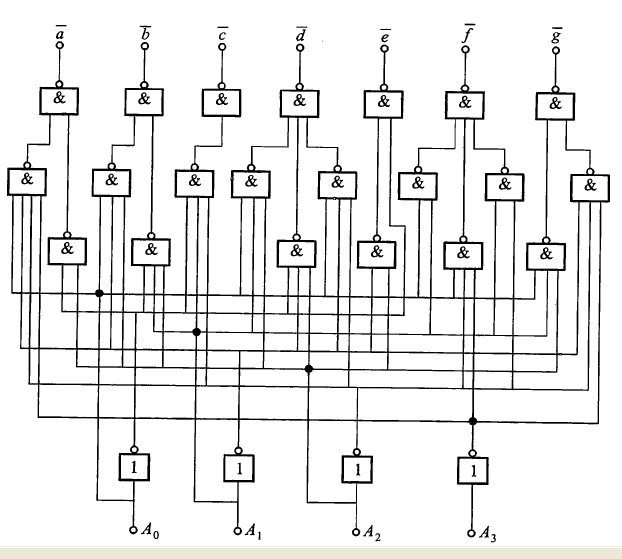 a̅ b̅ c̅ d̅ e̅ f̅ g̅
& & & & & & &
& & & & & & & &
& & & & & &
1 1 1 1
A₀ A₁ A₂ A₃